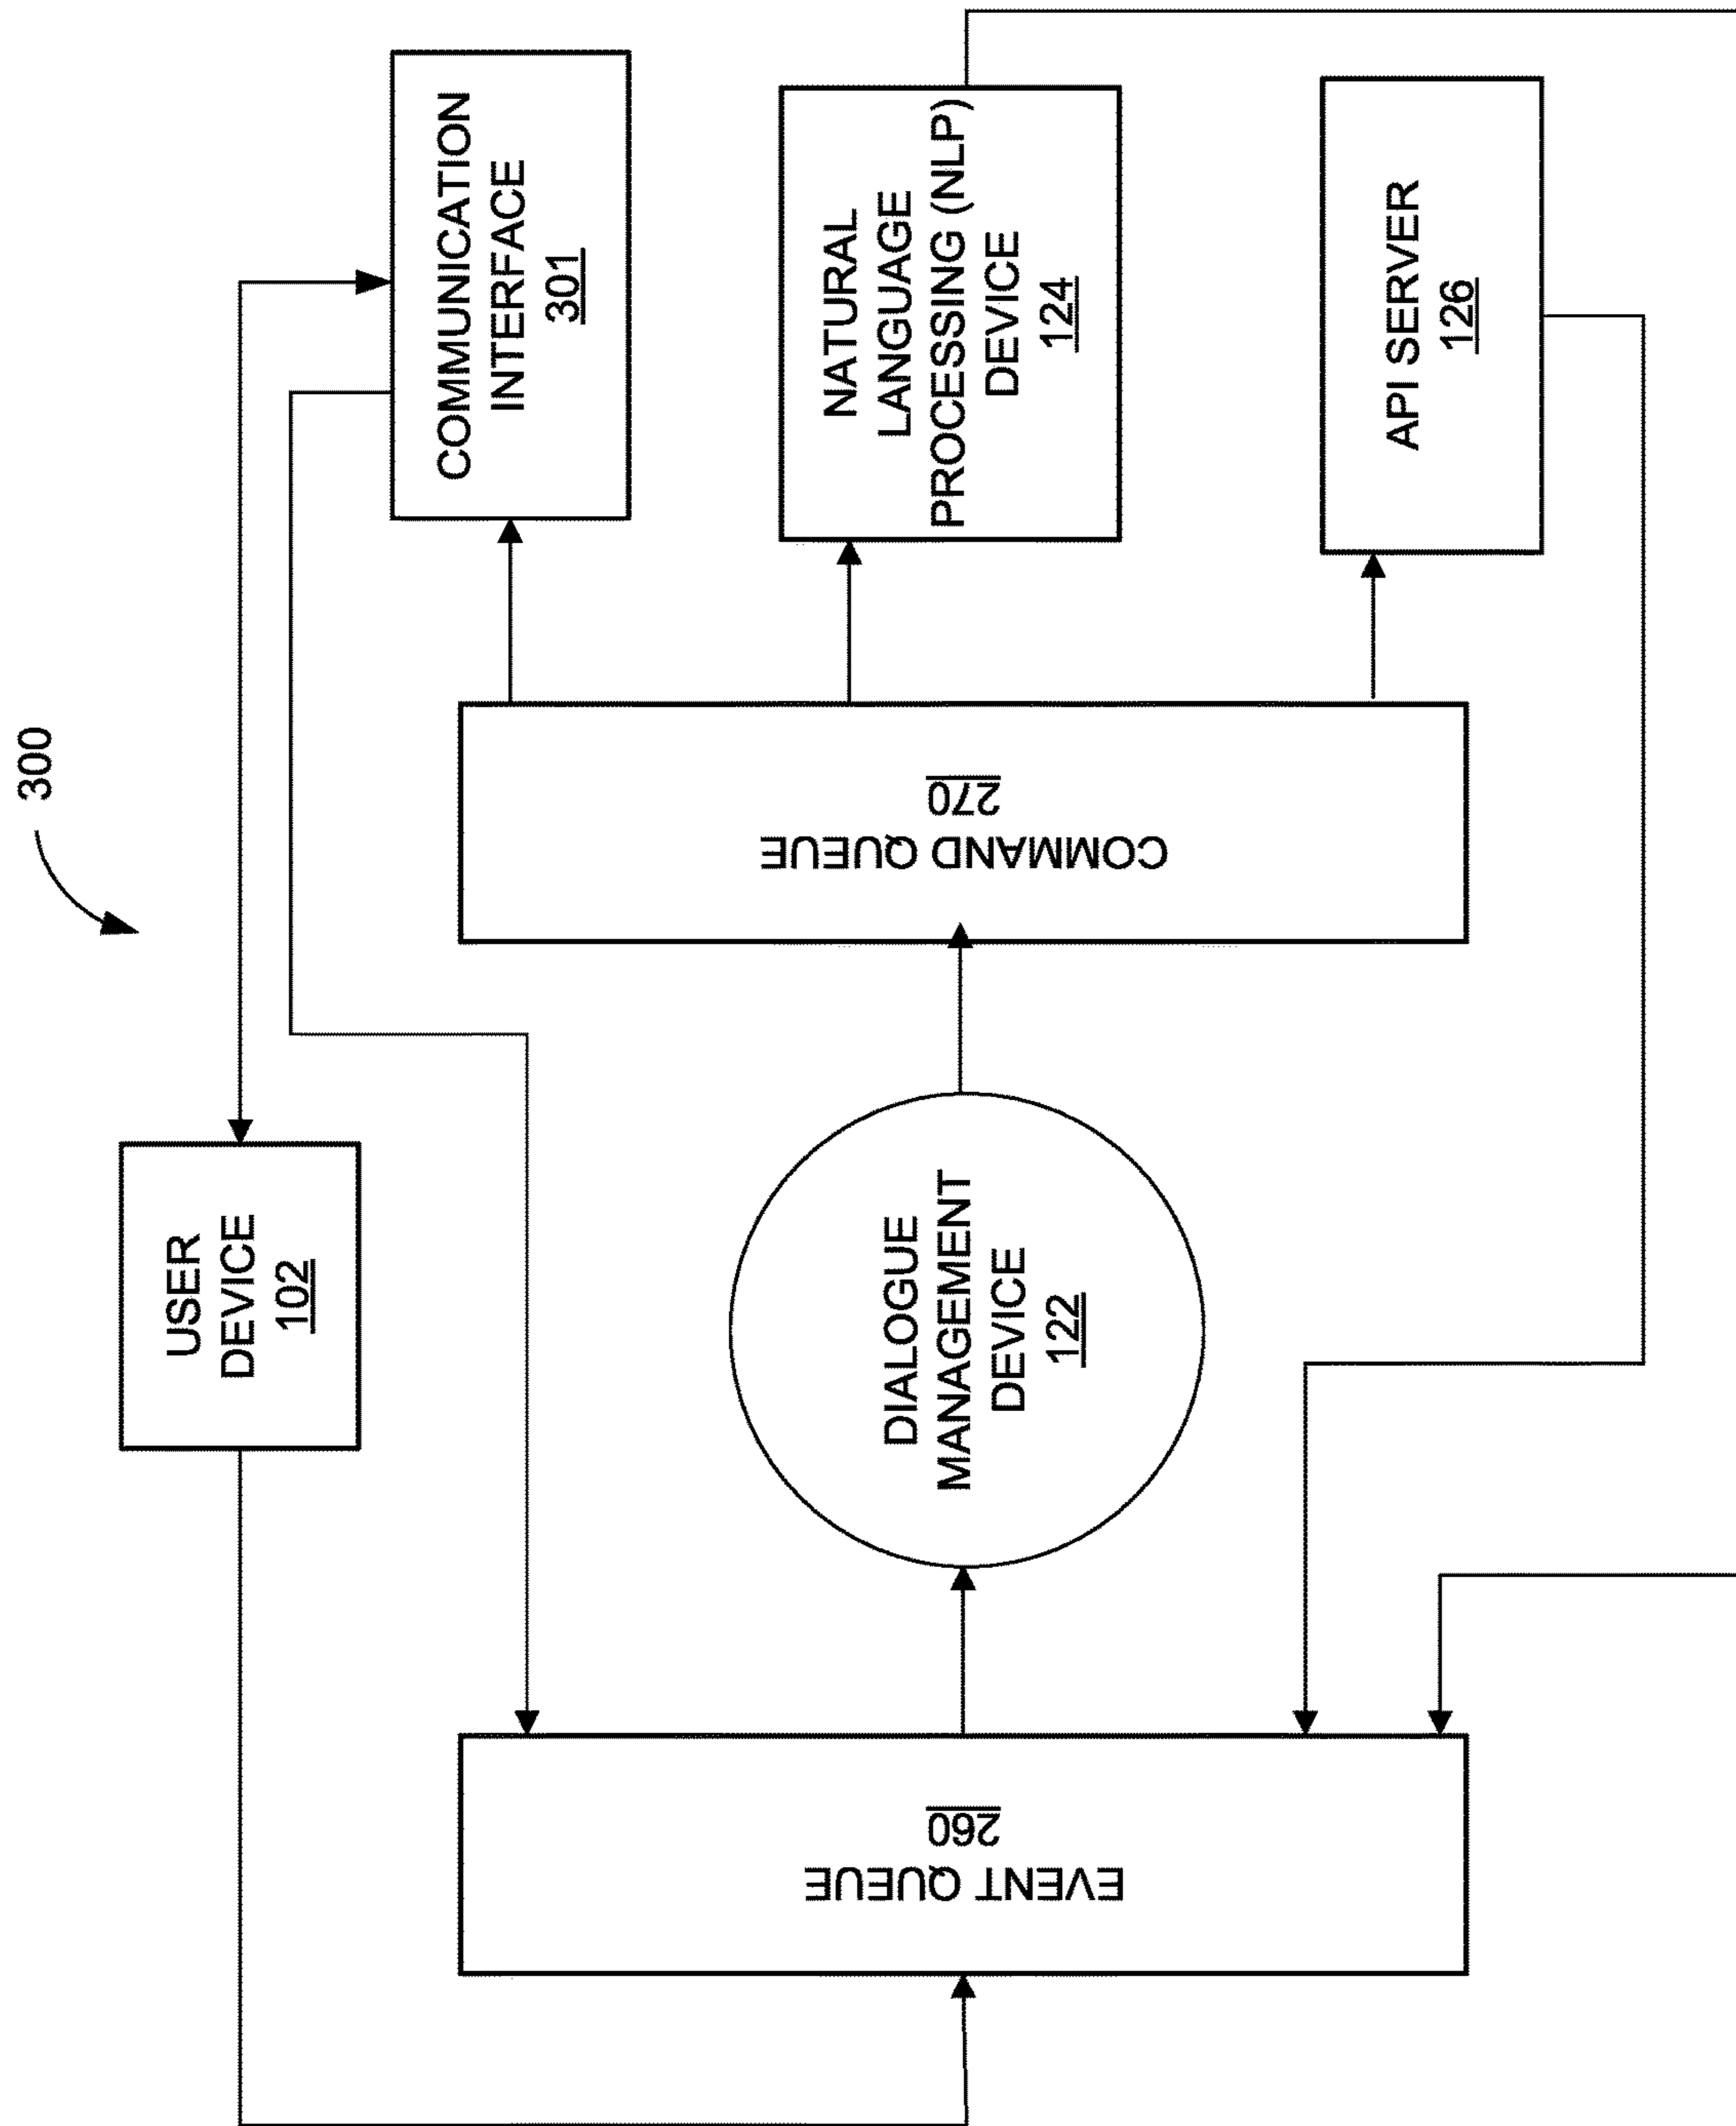 300
USER
DEVICE
102
COMMUNICATION
INTERFACE
301
EVENT QUEUE
260
DIALOGUE
MANAGEMENT
DEVICE
122
COMMAND QUEUE
270
NATURAL
LANGUAGE
PROCESSING (NLP)
DEVICE
124
API SERVER
126